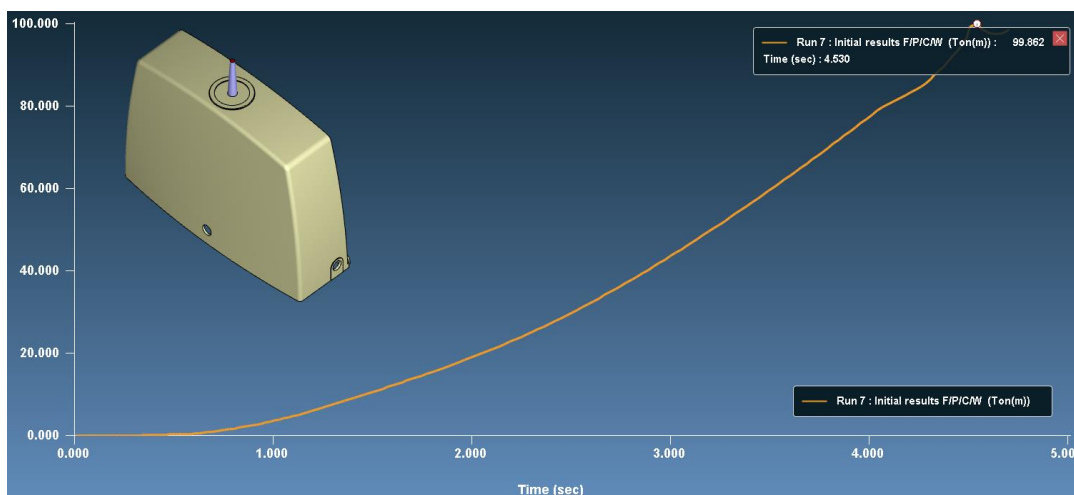 100.000
Run 7 : Initial results F/P/C/W (Ton(m)) : 99.862
Time (sec) : 4.530
80.000
60.000
40.000
20.000
Run 7 : Initial results F/P/C/W (Ton(m))
0.000
0.000 1.000 2.000 3.000 4.000 5.00
Time (sec)